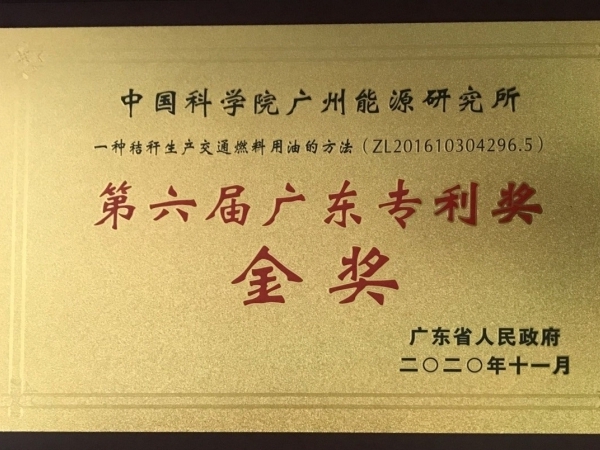 中国科学院广州能源研究所
一种秸秆生产交通燃料用油的方法（ZL201610304296.5）
第六届广东专利奖
金奖
广东省人民政府
二〇二〇年十一月